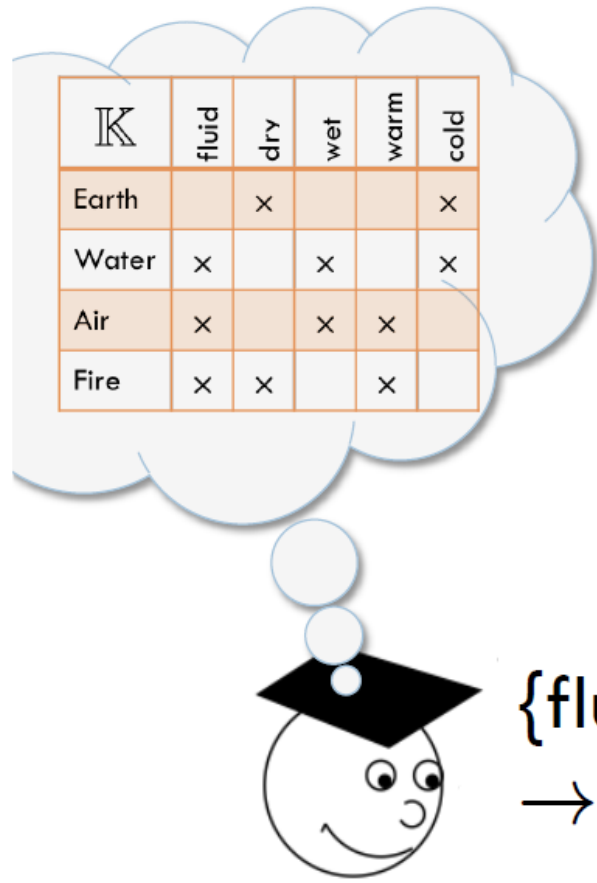 𝕂 fluid dry wet warm cold
Earth × ×
Water × × ×
Air × × ×
Fire × × ×
{flu
→